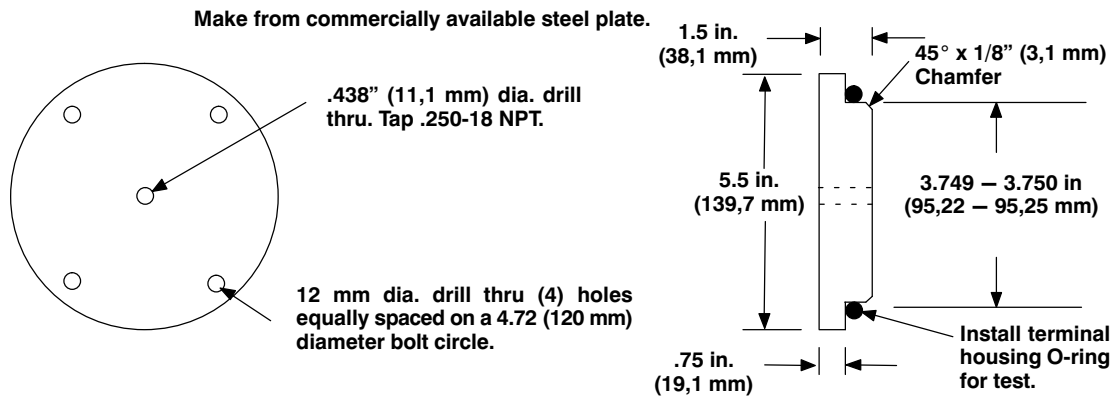 Make from commercially available steel plate.
.438” (11,1 mm) dia. drill
thru. Tap .250-18 NPT.
12 mm dia. drill thru (4) holes
equally spaced on a 4.72 (120 mm)
diameter bolt circle.
1.5 in.
(38,1 mm)
45° x 1/8” (3,1 mm)
Chamfer
5.5 in.
(139,7 mm)
3.749 – 3.750 in
(95,22 – 95,25 mm)
.75 in.
(19,1 mm)
Install terminal
housing O-ring
for test.